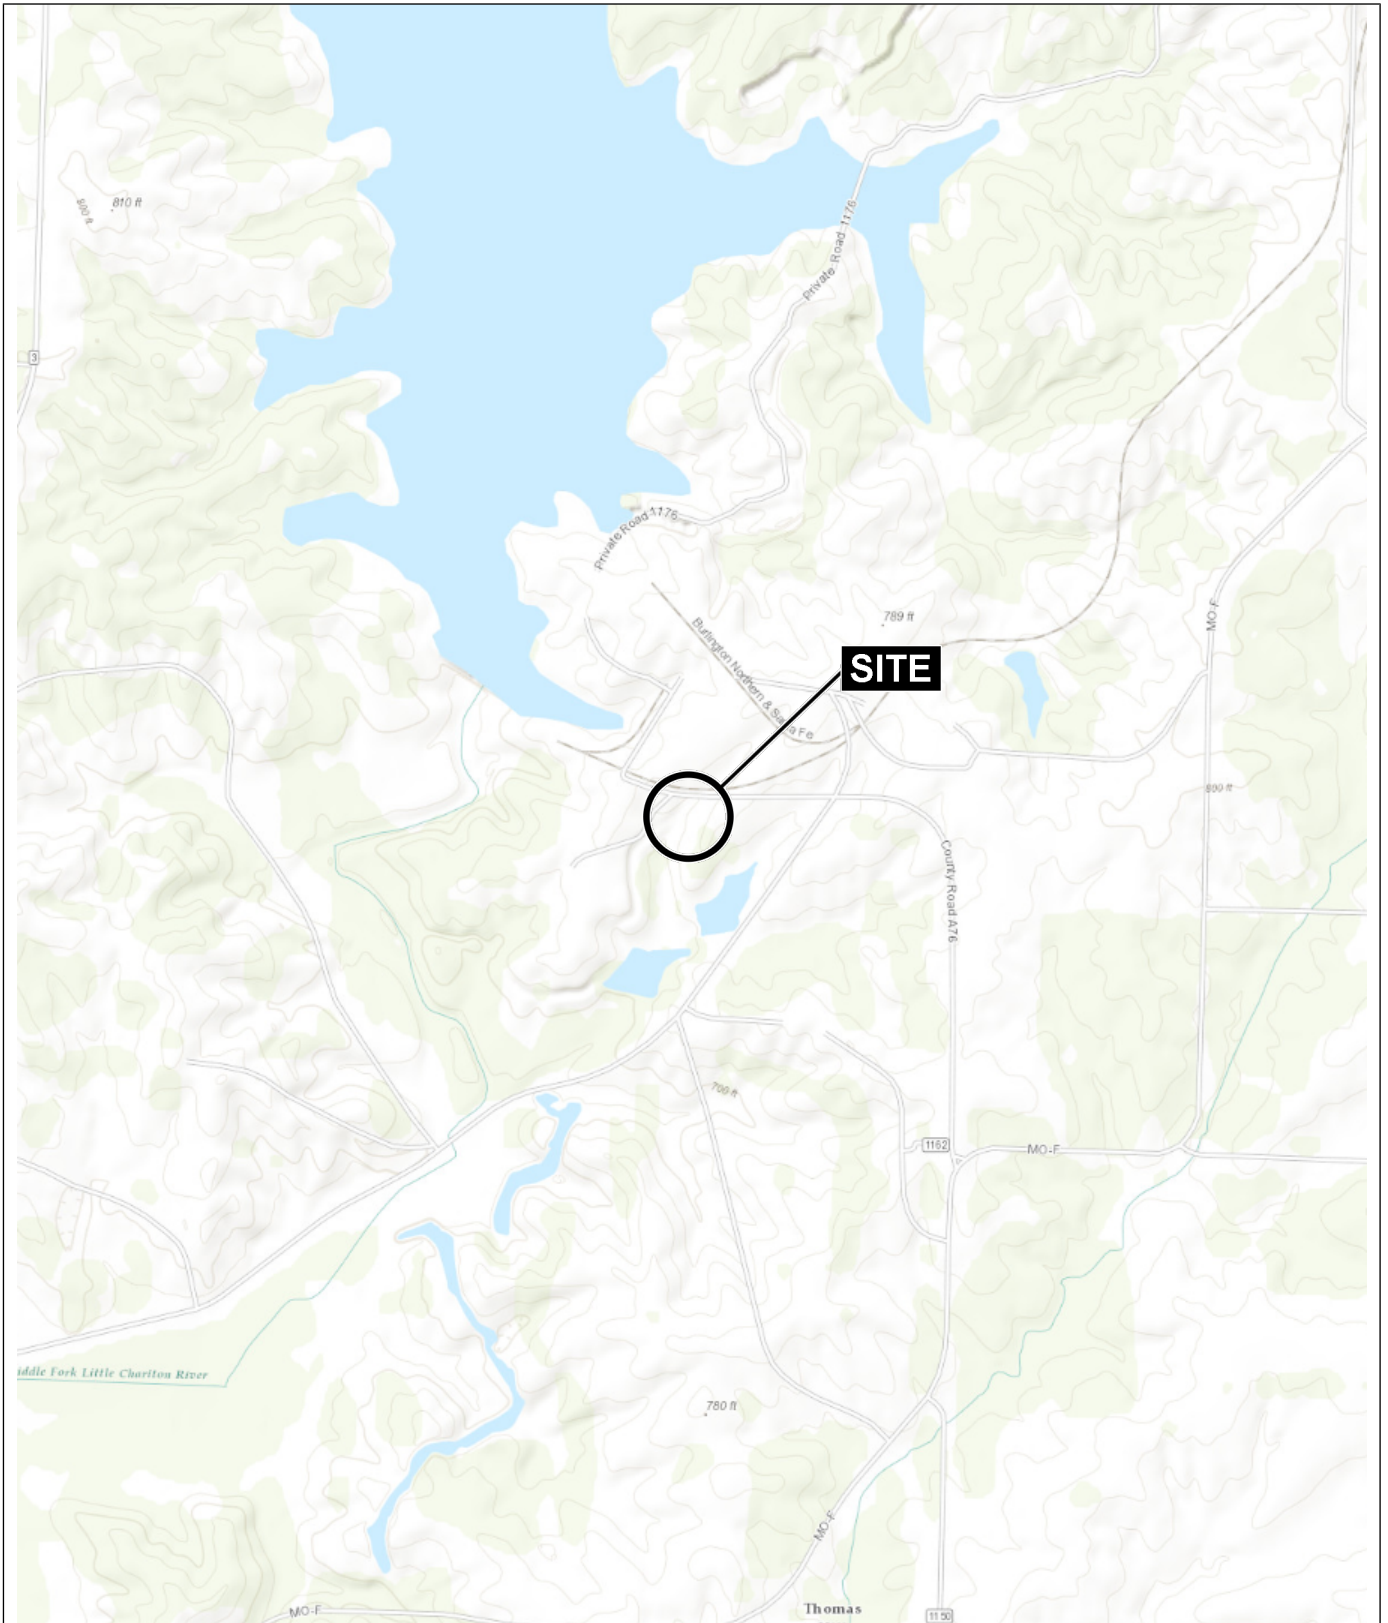 810 ft
800 ft
Private Road 1176
3
Private Road 1176
789 ft
Burlington Northern & Santa Fe
MO-F
SITE
800 ft
County Road A76
700 ft
1162
MO-F
iddle Fork Little Chariton River
780 ft
MO-F
Thomas
MO-F
1150